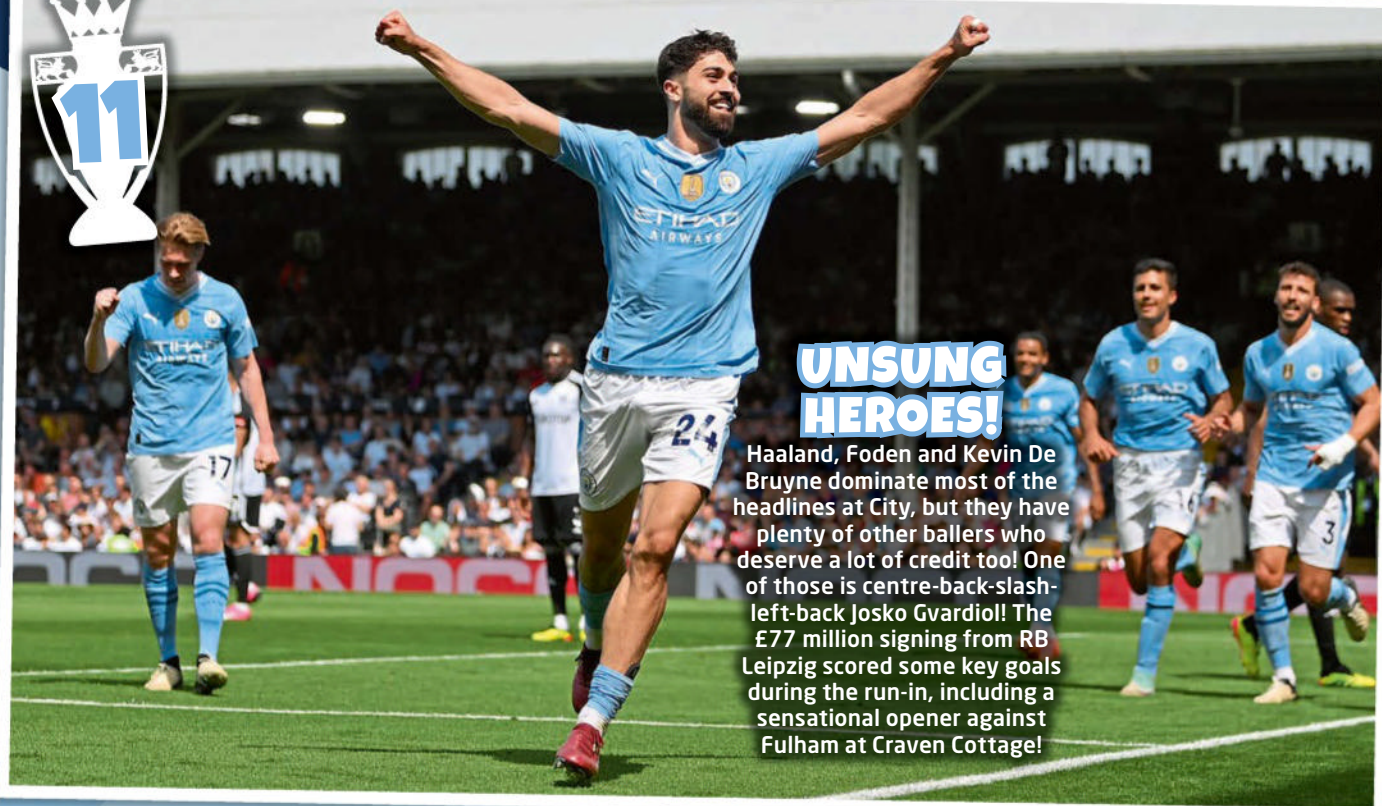 11
UNSUNG
HEROES!
Haaland, Foden and Kevin De
Bruyne dominate most of the
headlines at City, but they have
plenty of other ballers who
deserve a lot of credit too! One
of those is centre-back-slash-
left-back Josko Gvardiol! The
£77 million signing from RB
Leipzig scored some key goals
during the run-in, including a
sensational opener against
Fulham at Craven Cottage!
ETIHAD
AIRWAYS
24
ETIHAD
AIRWAYS
17
3